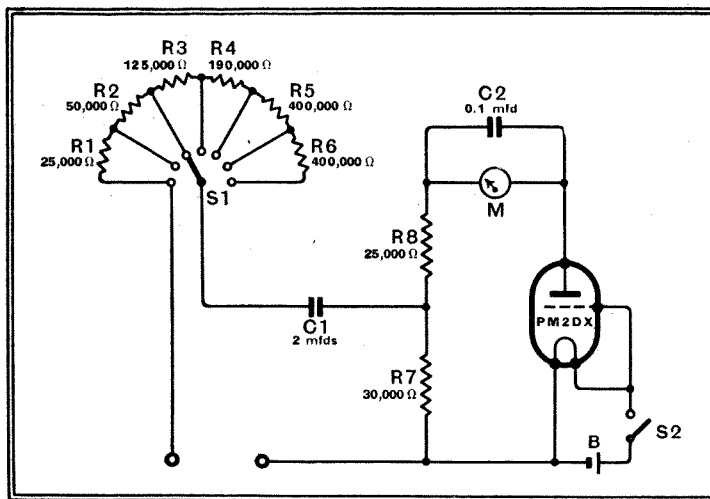 R3
125,000 Ω
R4
190,000 Ω
R2
50,000 Ω
R5
400,000 Ω
R1
25,000 Ω
R6
400,000 Ω
S1
C2
0.1 mfd
M
R8
25,000 Ω
C1
2 mfds
PM2DX
R7
30,000 Ω
B
S2